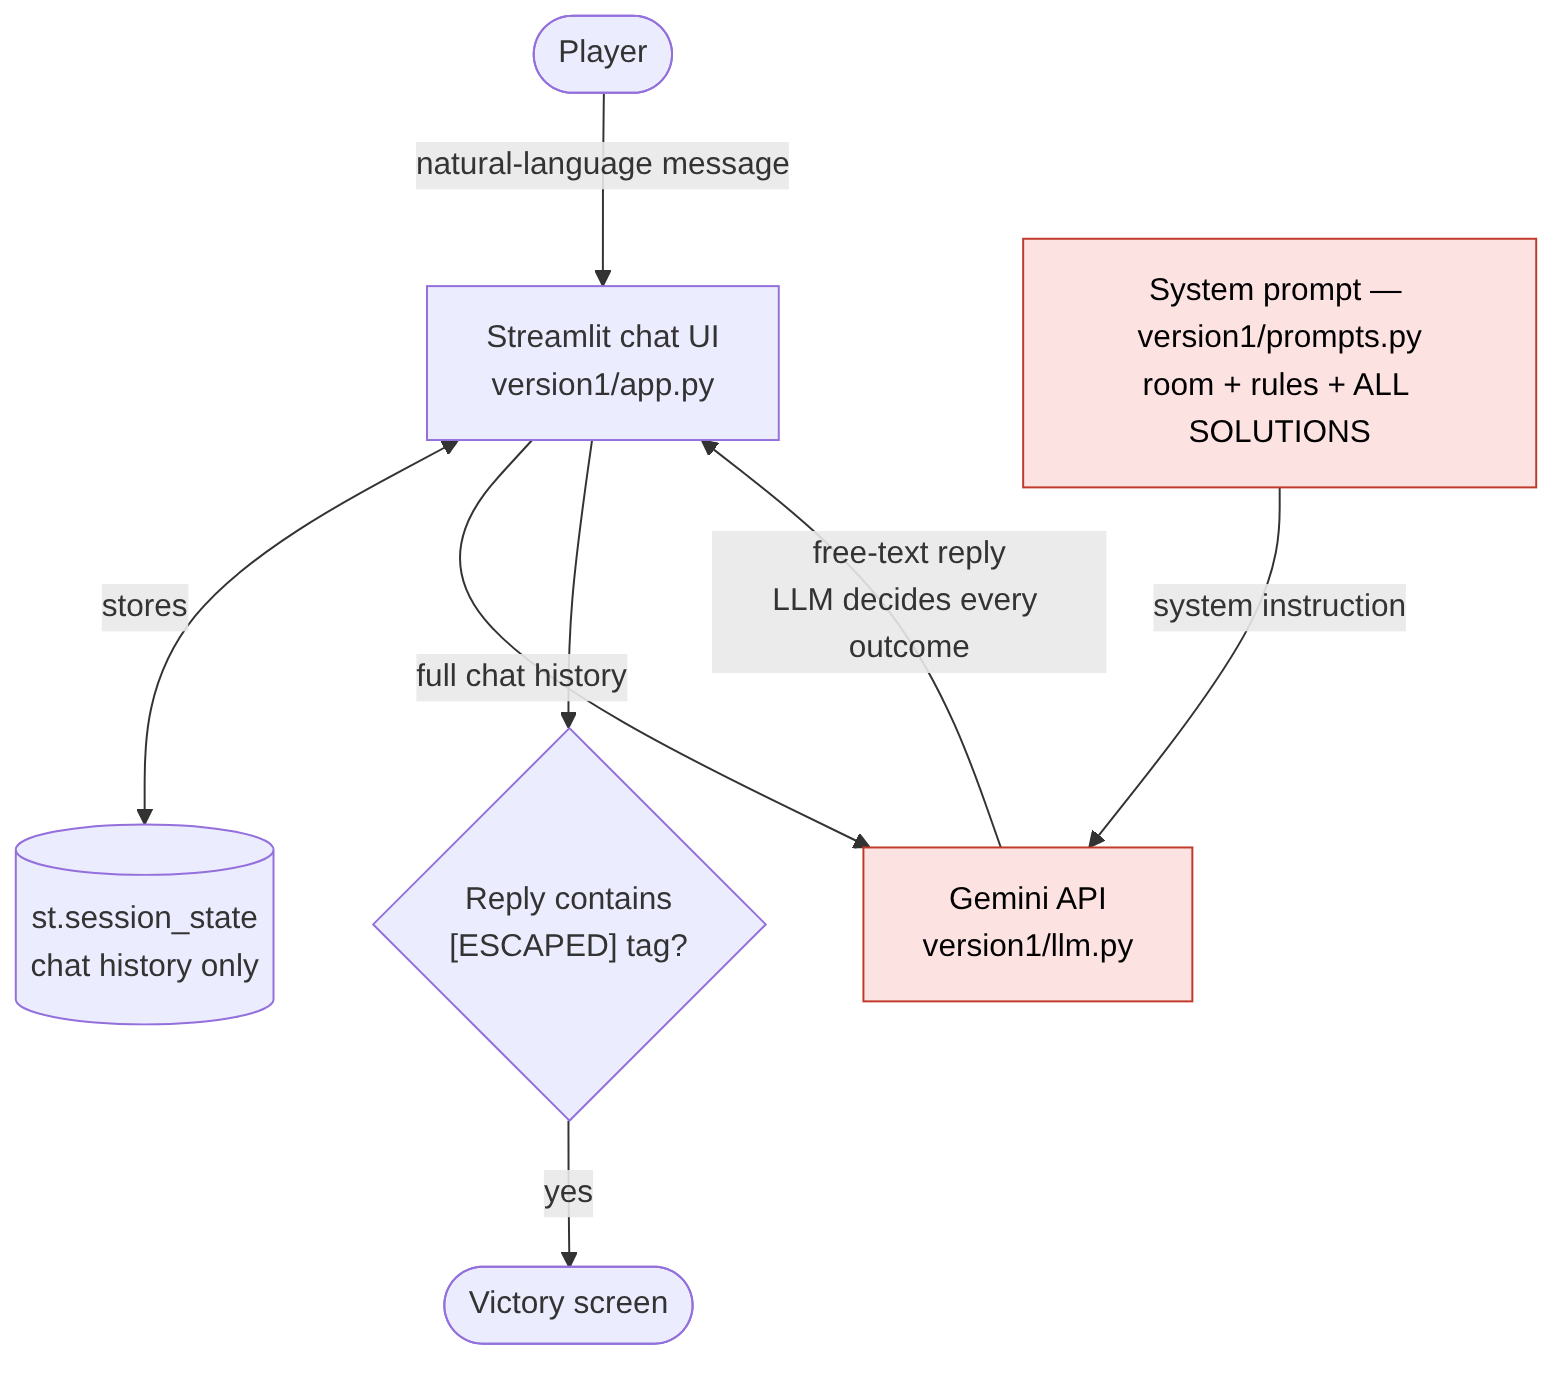 Player
natural-language message
Streamlit chat UI
version1/app.py
System prompt —
version1/prompts.py
room + rules + ALL
SOLUTIONS
stores
full chat history
free-text reply
LLM decides every
outcome
system instruction
st.session_state
chat history only
Reply contains
[ESCAPED] tag?
Gemini API
version1/llm.py
yes
Victory screen